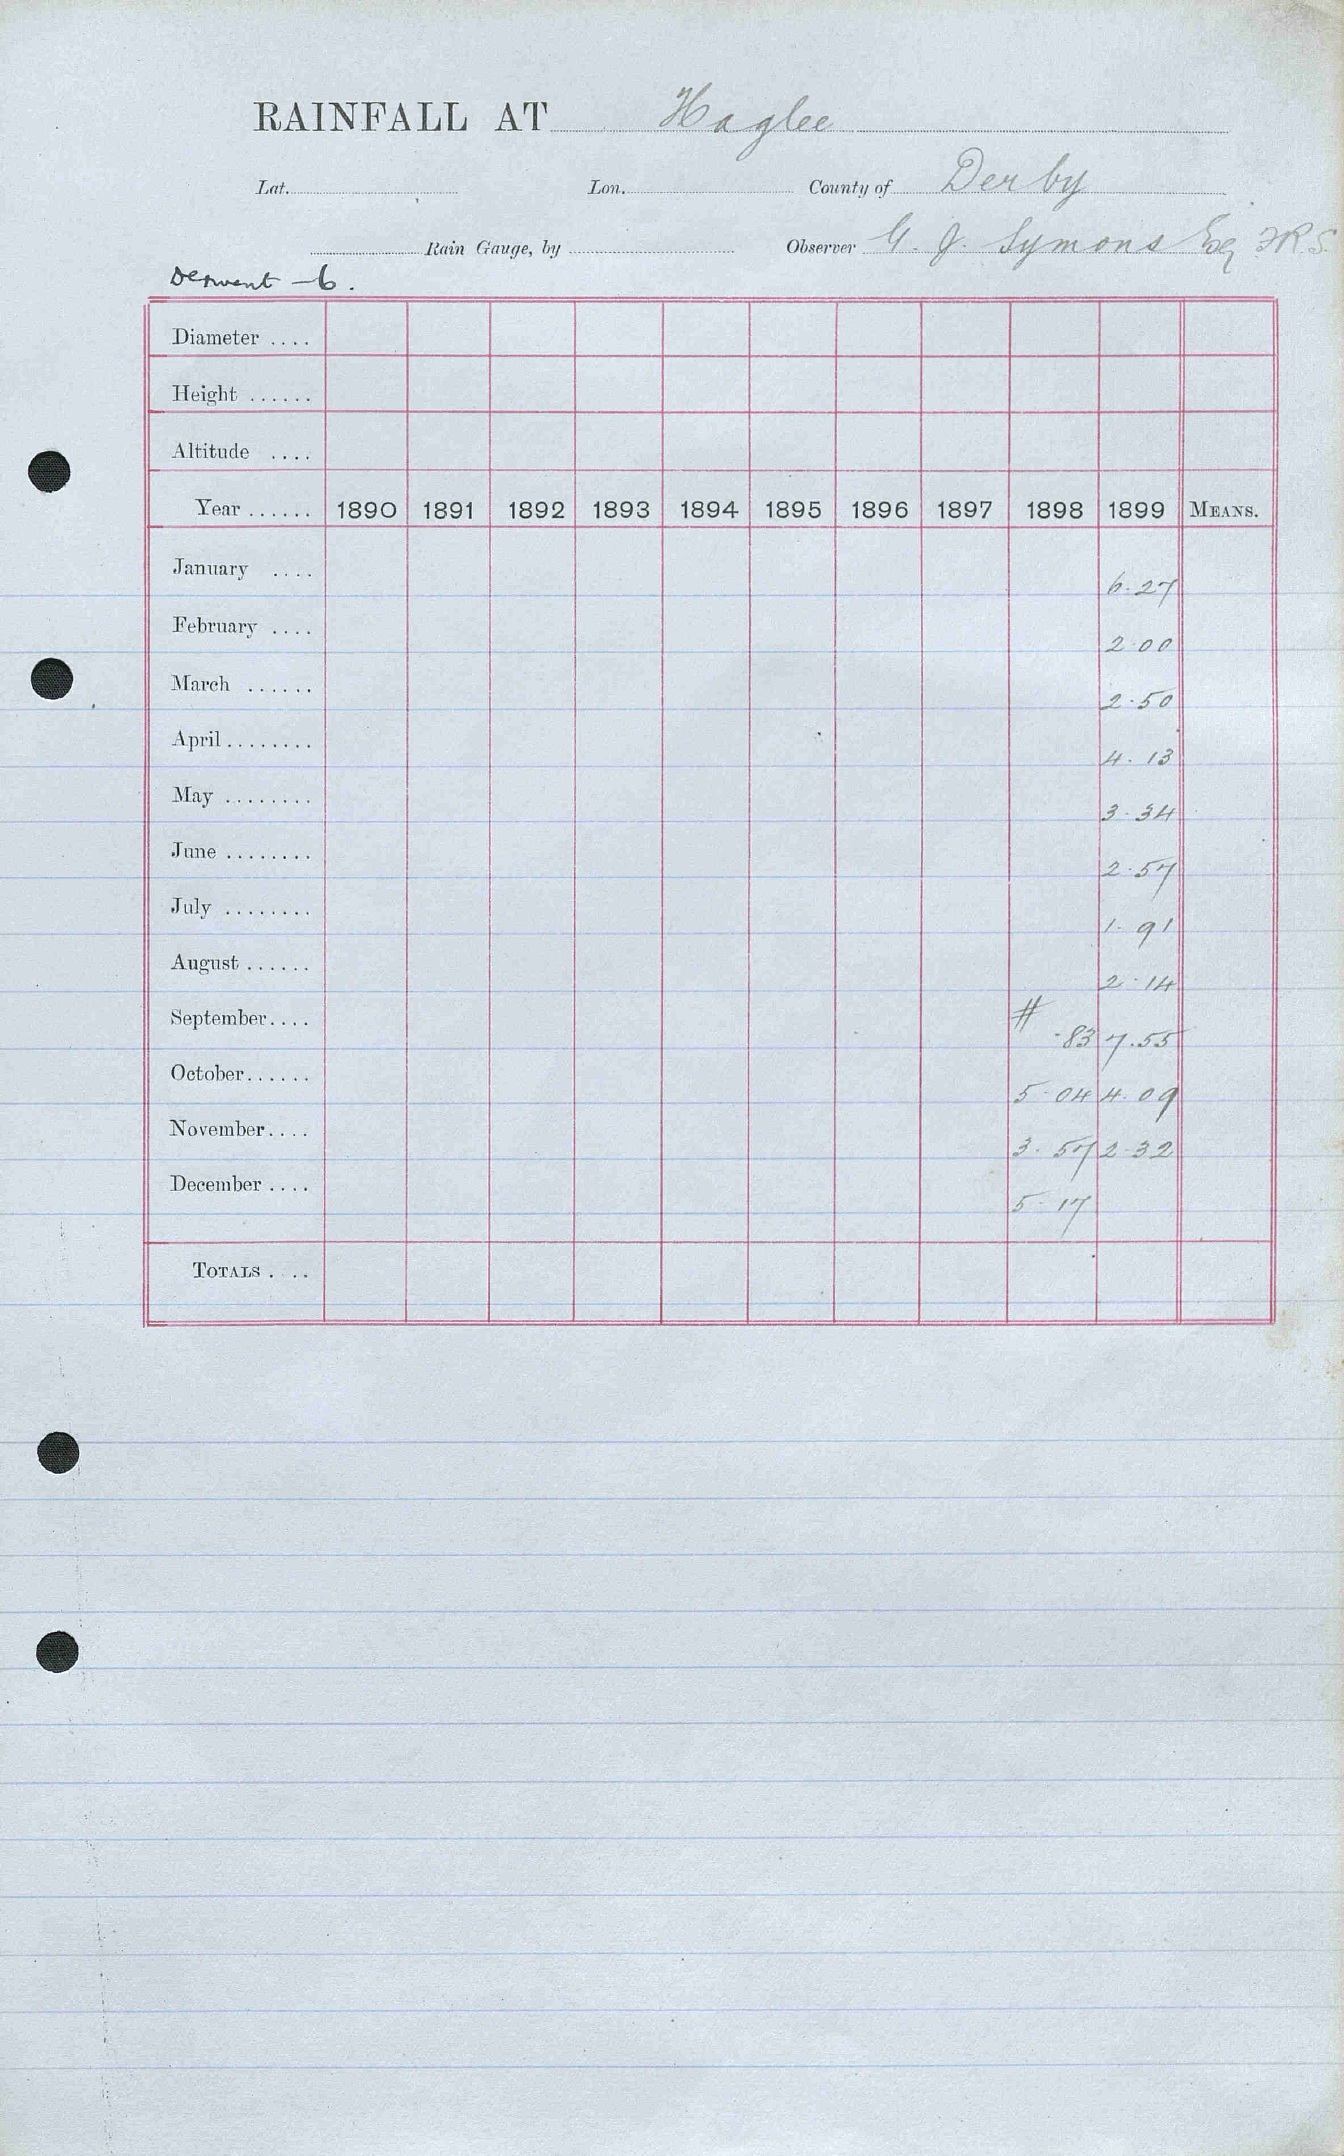 RAINFALL AT Haglee
Lat. Lon. County of Derby
Rain Gauge, by Observer G. J. Symons Esq FRS.
Derwent - 6.
Diameter ....
Height ......
Altitude ....
Year ...... 1890 1891 1892 1893 1894 1895 1896 1897 1898 1899 MEANS.
January .... 6.27
February .... 2.00
March ...... 2.50
April ........ 4.13
May ........ 3.34
June ........ 2.57
July ........ 1.91
August ...... 2.14
September.... # .83 7.55
October...... 5.04 4.09
November.... 3.57 2.32
December .... 5.17
TOTALS . ..